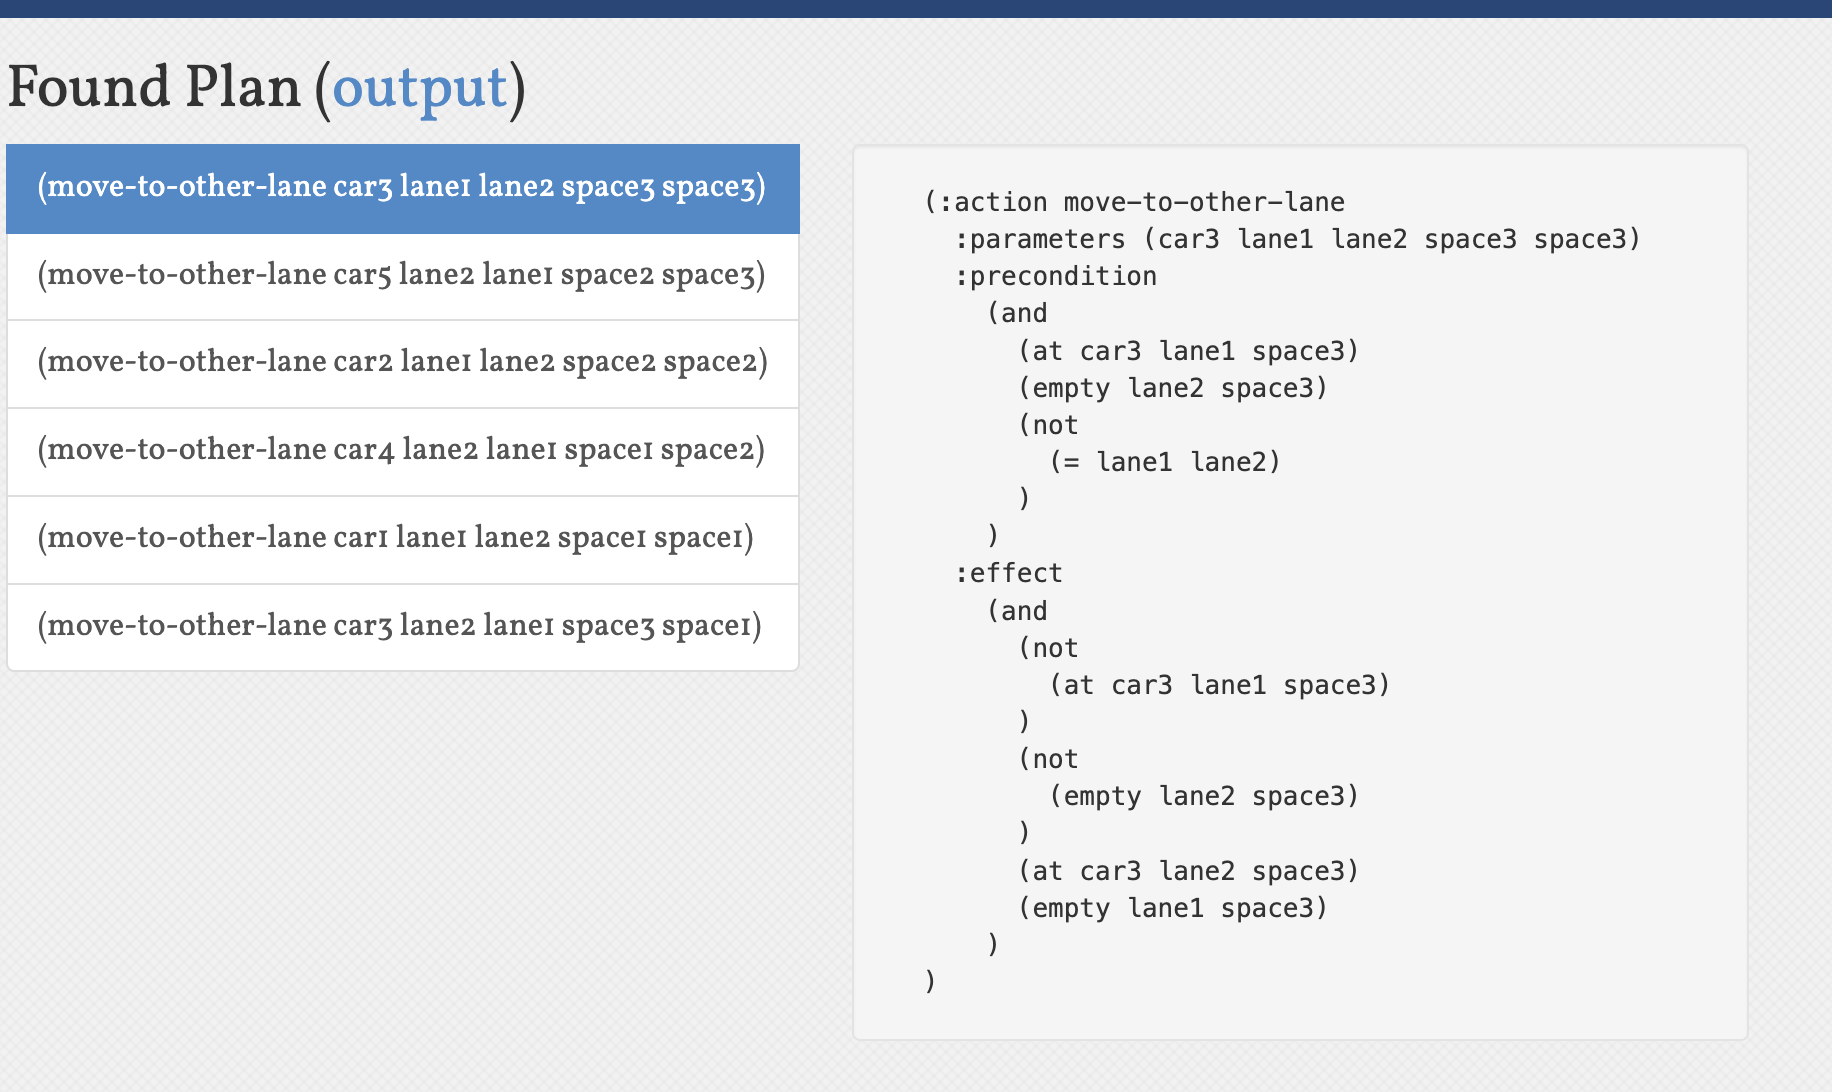 Found Plan (output)
(move-to-other-lane car3 lane1 lane2 space3 space3)
(move-to-other-lane car5 lane2 lane1 space2 space3)
(move-to-other-lane car2 lane1 lane2 space2 space2)
(move-to-other-lane car4 lane2 lane1 space1 space2)
(move-to-other-lane car1 lane1 lane2 space1 space1)
(move-to-other-lane car3 lane2 lane1 space3 space1)
(:action move-to-other-lane
:parameters (car3 lane1 lane2 space3 space3)
:precondition
(and
(at car3 lane1 space3)
(empty lane2 space3)
(not
(= lane1 lane2)
)
)
:effect
(and
(not
(at car3 lane1 space3)
)
(not
(empty lane2 space3)
)
(at car3 lane2 space3)
(empty lane1 space3)
)
)